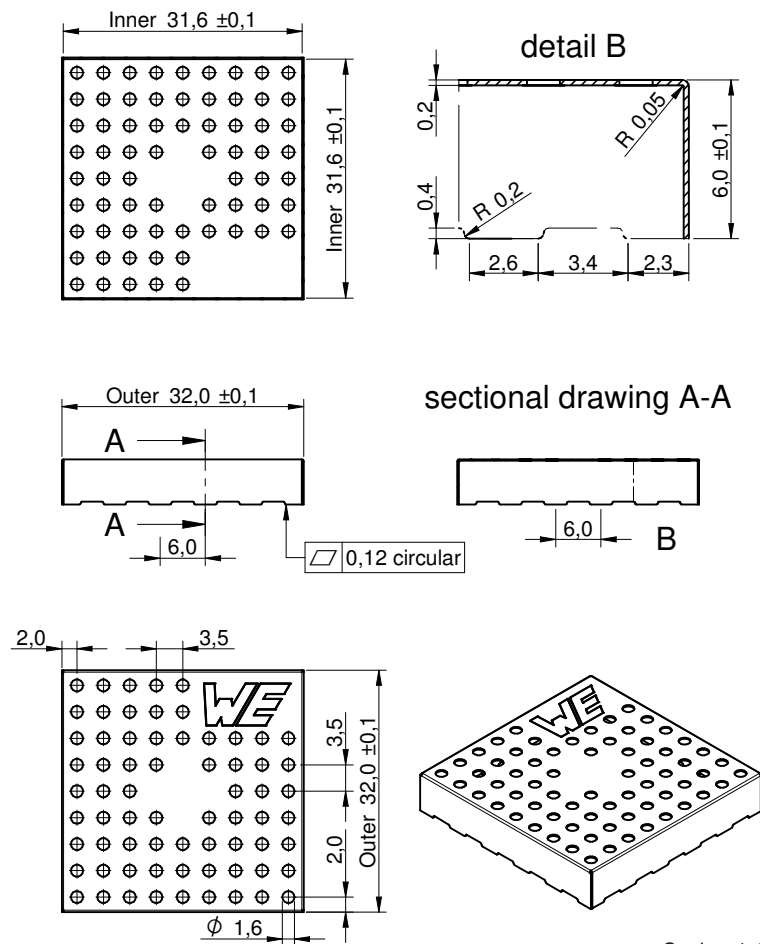 Inner 31,6 ±0,1
Inner 31,6 ±0,1
detail B
0,2
R 0,05
6,0 ±0,1
0,4
R 0,2
2,6
3,4
2,3
Outer 32,0 ±0,1
A
A
6,0
0,12 circular
sectional drawing A-A
6,0
B
2,0
3,5
WE
3,5
Outer 32,0 ±0,1
2,0
ϕ 1,6
WE